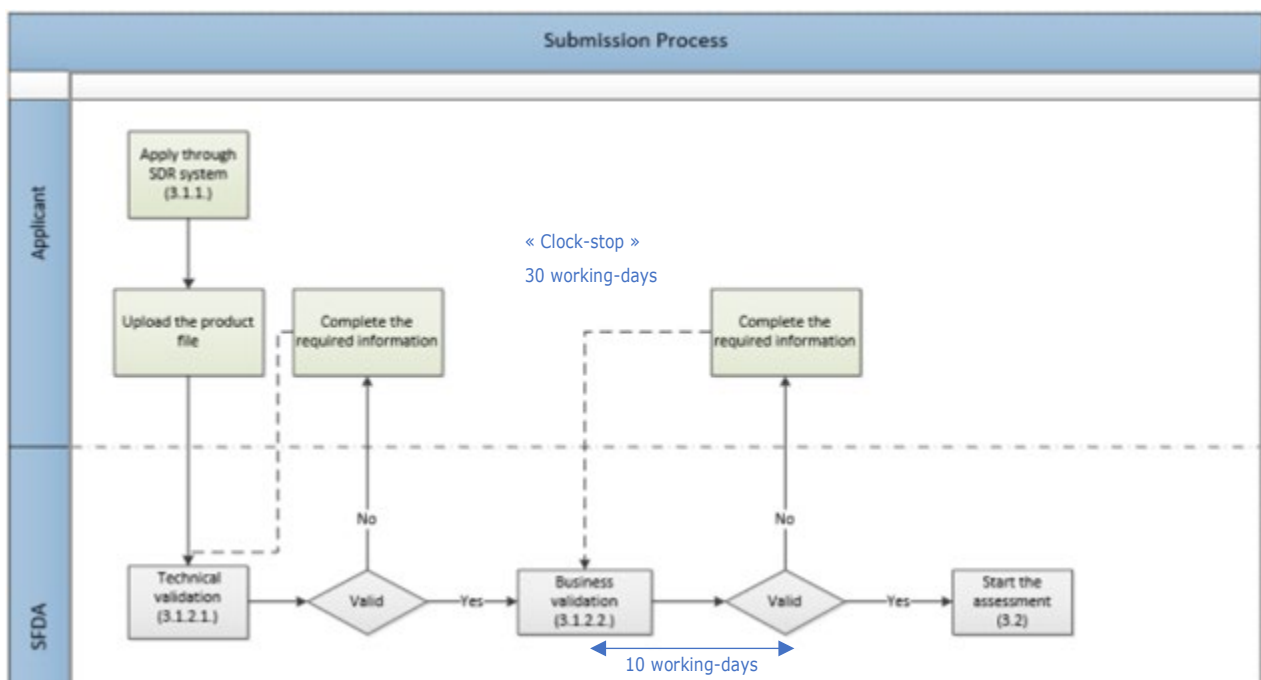 Submission Process
Applicant
Apply through
SDR system
(3.1.1.)
« Clock-stop »
30 working-days
Upload the product
file
Complete the
required information
Complete the
required information
No
No
SFDA
Technical
validation
(3.1.2.1.)
Valid
Yes
Business
validation
(3.1.2.2.)
Valid
Yes
Start the
assessment
(3.2)
10 working-days